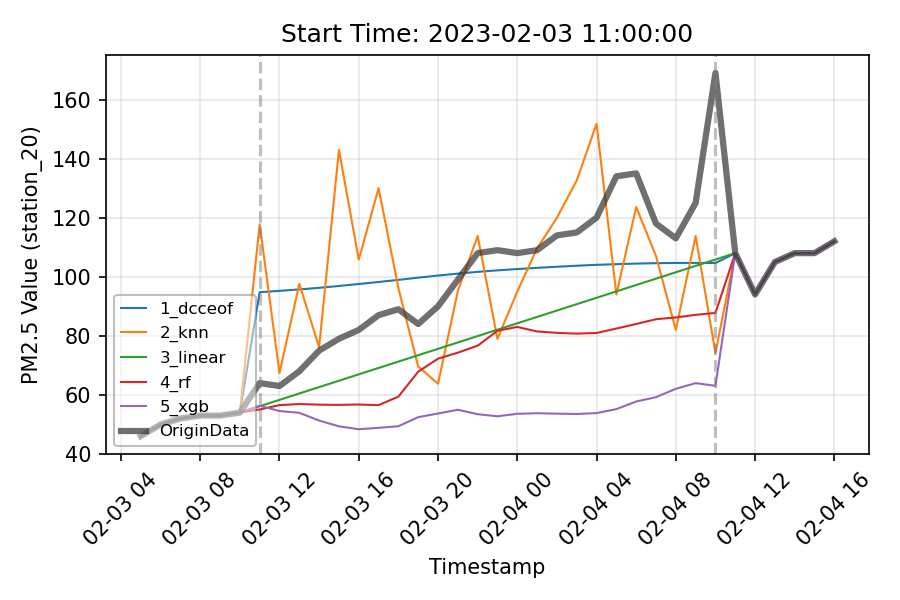 Start Time: 2023-02-03 11:00:00
PM2.5 Value (station_20)
160
140
120
100
80
60
40
1_dcceof
2_knn
3_linear
4_rf
5_xgb
OriginData
02-03 04
02-03 08
02-03 12
02-03 16
02-03 20
02-04 00
02-04 04
02-04 08
02-04 12
02-04 16
Timestamp